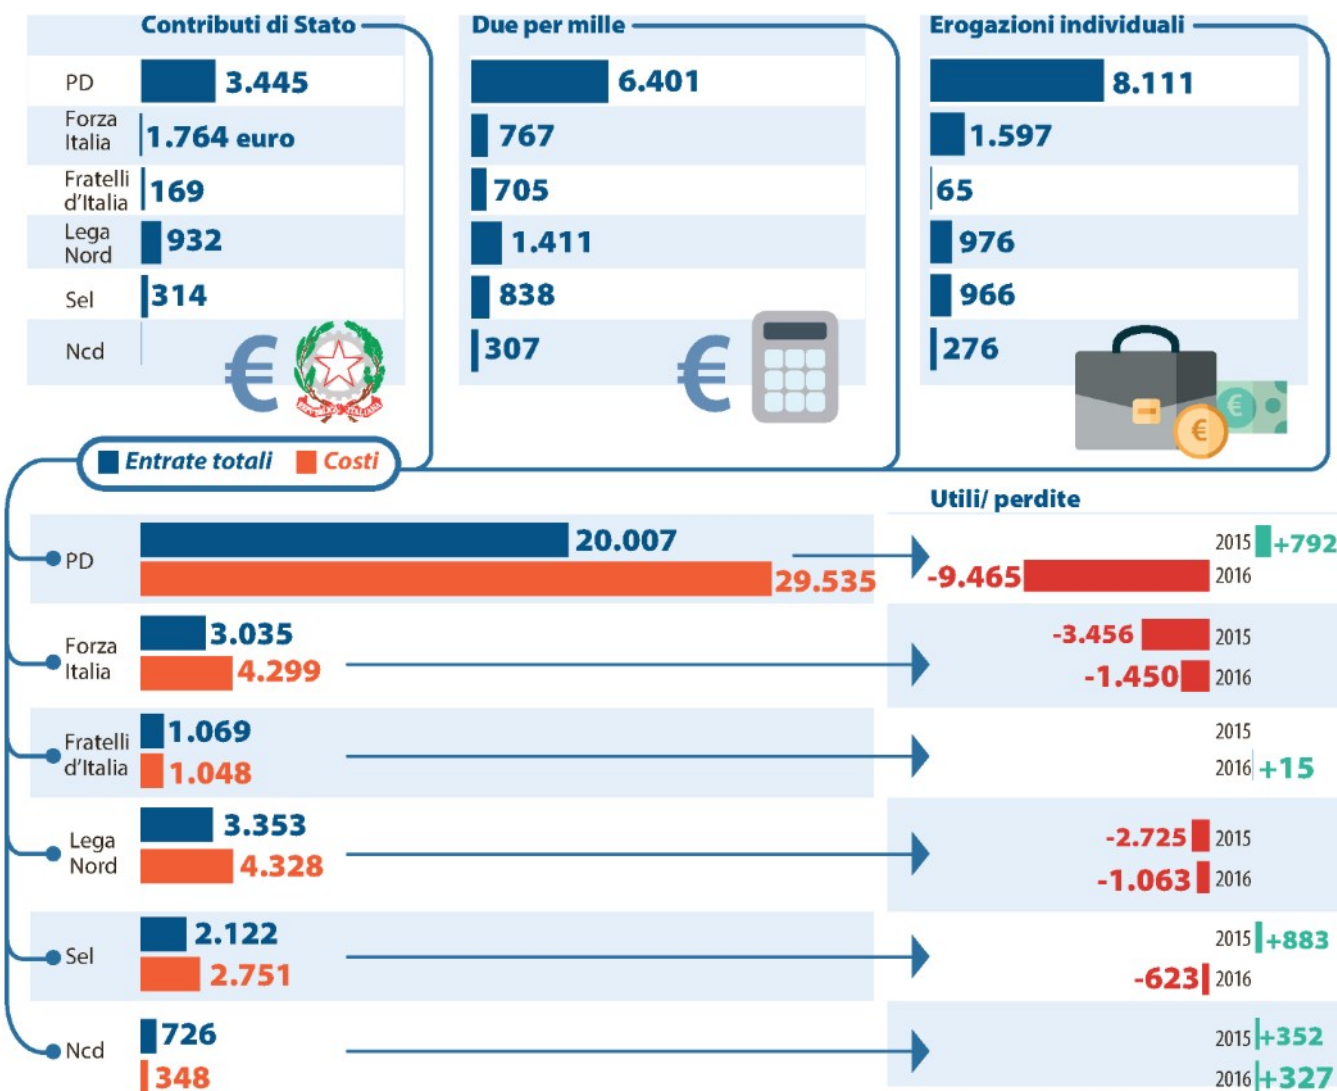 Contributi di Stato
Due per mille
Erogazioni individuali
PD
3.445
6.401
8.111
Forza
Italia
1.764 euro
767
1.597
Fratelli
d'Italia
169
705
65
Lega
Nord
932
1.411
976
Sel
314
838
966
Ncd
307
276
€
€
REPVBBLICA ITALIANA
€
€
Entrate totali
Costi
Utili/ perdite
PD
20.007
29.535
2015 +792
-9.465 2016
Forza
Italia
3.035
4.299
-3.456 2015
-1.450 2016
Fratelli
d'Italia
1.069
1.048
2015
2016 +15
Lega
Nord
3.353
4.328
-2.725 2015
-1.063 2016
Sel
2.122
2.751
2015 +883
-623 2016
Ncd
726
348
2015 +352
2016 +327